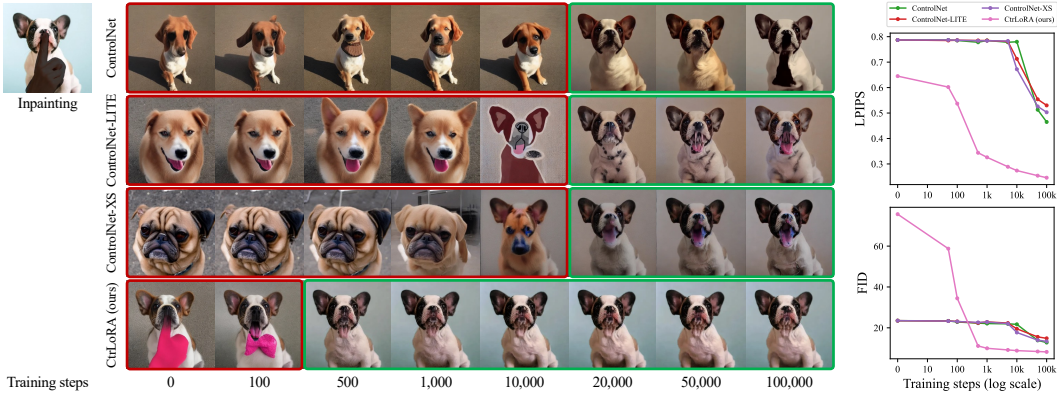 Inpainting
ControlNet
ControlNet-LITE
ControlNet-XS
CtrLoRA (ours)
Training steps 0 100 500 1,000 10,000 20,000 50,000 100,000
ControlNet ControlNet-XS
ControlNet-LITE CtrLoRA (ours)
LPIPS
0.8
0.7
0.6
0.5
0.4
0.3
0 10 100 1k 10k 100k
FID
60
40
20
0 10 100 1k 10k 100k
Training steps (log scale)